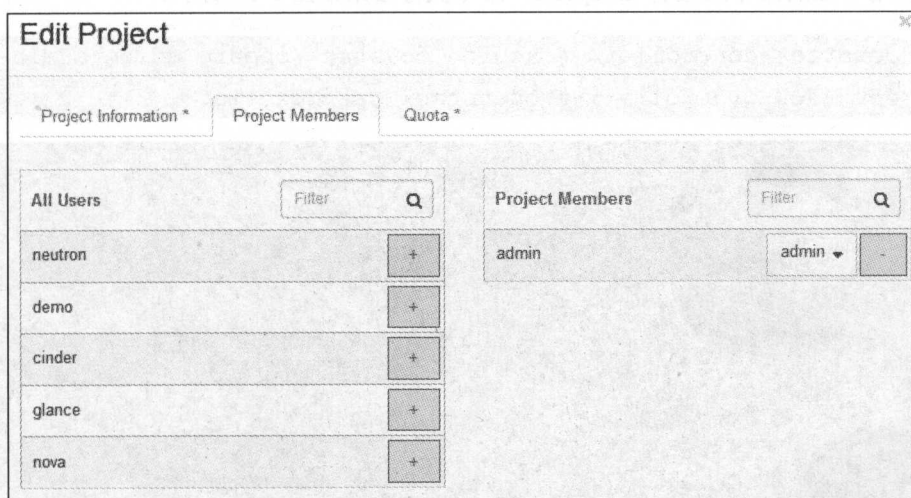 Edit Project
Project Information * Project Members Quota *
All Users Filter
Project Members Filter
neutron +
admin admin -
demo +
cinder +
glance +
nova +